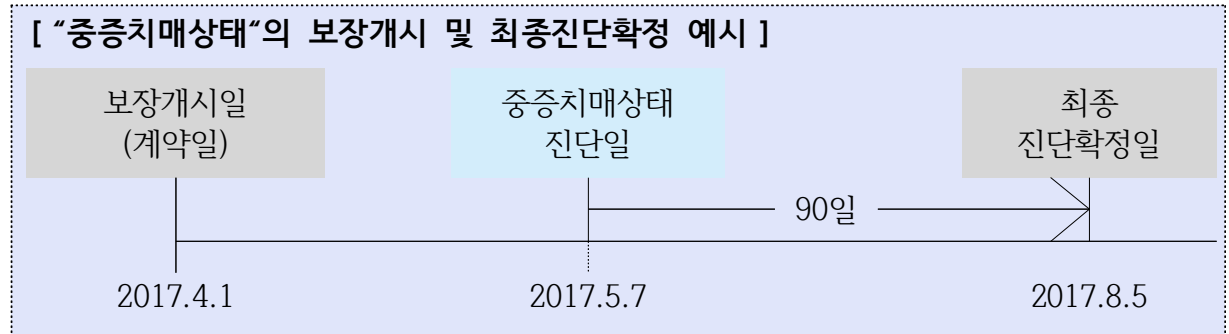 [ “중증치매상태“의 보장개시 및 최종진단확정 예시 ]
보장개시일
(계약일)
중증치매상태
진단일
최종
진단확정일
90일
2017.4.1
2017.5.7
2017.8.5